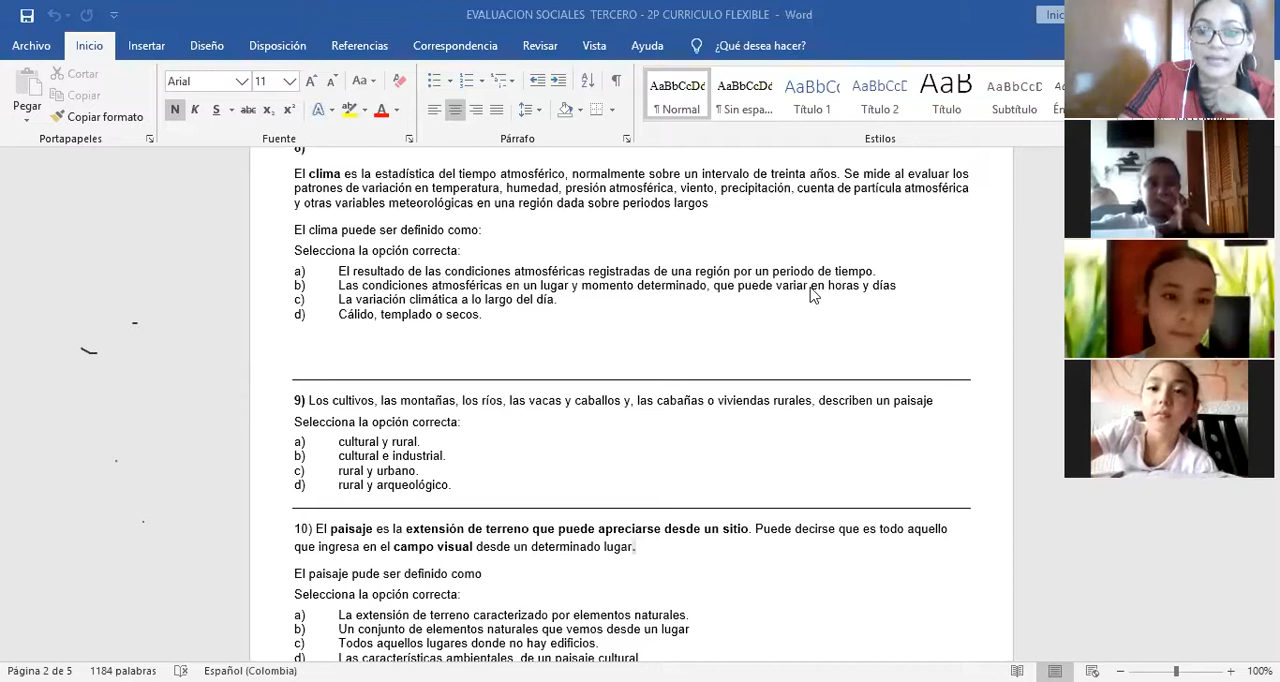 EVALUACION SOCIALES  TERCERO - 2P CURRICULO FLEXIBLE - Word
Archivo Inicio Insertar Diseño Disposición Referencias Correspondencia Revisar Vista Ayuda ¿Qué desea hacer?
Pegar
Cortar
Copiar
Copiar formato
Portapapeles
Arial 11
N K S abc x₂ x²
Fuente
Párrafo
AaBbCcDd ¶ Normal
AaBbCcDd ¶ Sin espa...
AaBbCc Título 1
AaBbCcD Título 2
AaB Título
AaBbCcD Subtítulo
Estilos
8)
El clima es la estadística del tiempo atmosférico, normalmente sobre un intervalo de treinta años. Se mide al evaluar los
patrones de variación en temperatura, humedad, presión atmosférica, viento, precipitación, cuenta de partícula atmosférica
y otras variables meteorológicas en una región dada sobre periodos largos
El clima puede ser definido como:
Selecciona la opción correcta:
a) El resultado de las condiciones atmosféricas registradas de una región por un periodo de tiempo.
b) Las condiciones atmosféricas en un lugar y momento determinado, que puede variar en horas y días
c) La variación climática a lo largo del día.
d) Cálido, templado o secos.
9) Los cultivos, las montañas, los ríos, las vacas y caballos y, las cabañas o viviendas rurales, describen un paisaje
Selecciona la opción correcta:
a) cultural y rural.
b) cultural e industrial.
c) rural y urbano.
d) rural y arqueológico.
10) El paisaje es la extensión de terreno que puede apreciarse desde un sitio. Puede decirse que es todo aquello
que ingresa en el campo visual desde un determinado lugar.
El paisaje pude ser definido como
Selecciona la opción correcta:
a) La extensión de terreno caracterizado por elementos naturales.
b) Un conjunto de elementos naturales que vemos desde un lugar
c) Todos aquellos lugares donde no hay edificios.
d) Las características ambientales, de un paisaje cultural
Página 2 de 5 1184 palabras Español (Colombia) 100%